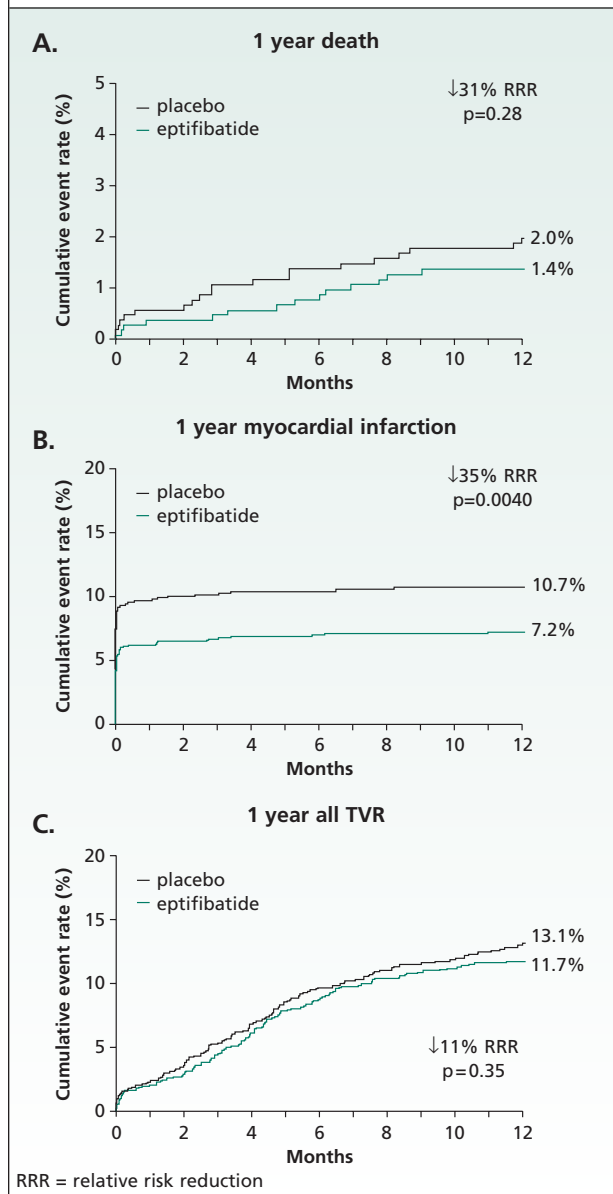 A.
1 year death
Cumulative event rate (%)
5
4
3
2
1
0
placebo
eptifibatide
↓31% RRR
p=0.28
2.0%
1.4%
0 2 4 6 8 10 12
Months
B.
1 year myocardial infarction
Cumulative event rate (%)
20
15
10
5
0
placebo
eptifibatide
↓35% RRR
p=0.0040
10.7%
7.2%
0 2 4 6 8 10 12
Months
C.
1 year all TVR
Cumulative event rate (%)
20
15
10
5
0
placebo
eptifibatide
13.1%
11.7%
↓11% RRR
p=0.35
0 2 4 6 8 10 12
Months
RRR = relative risk reduction